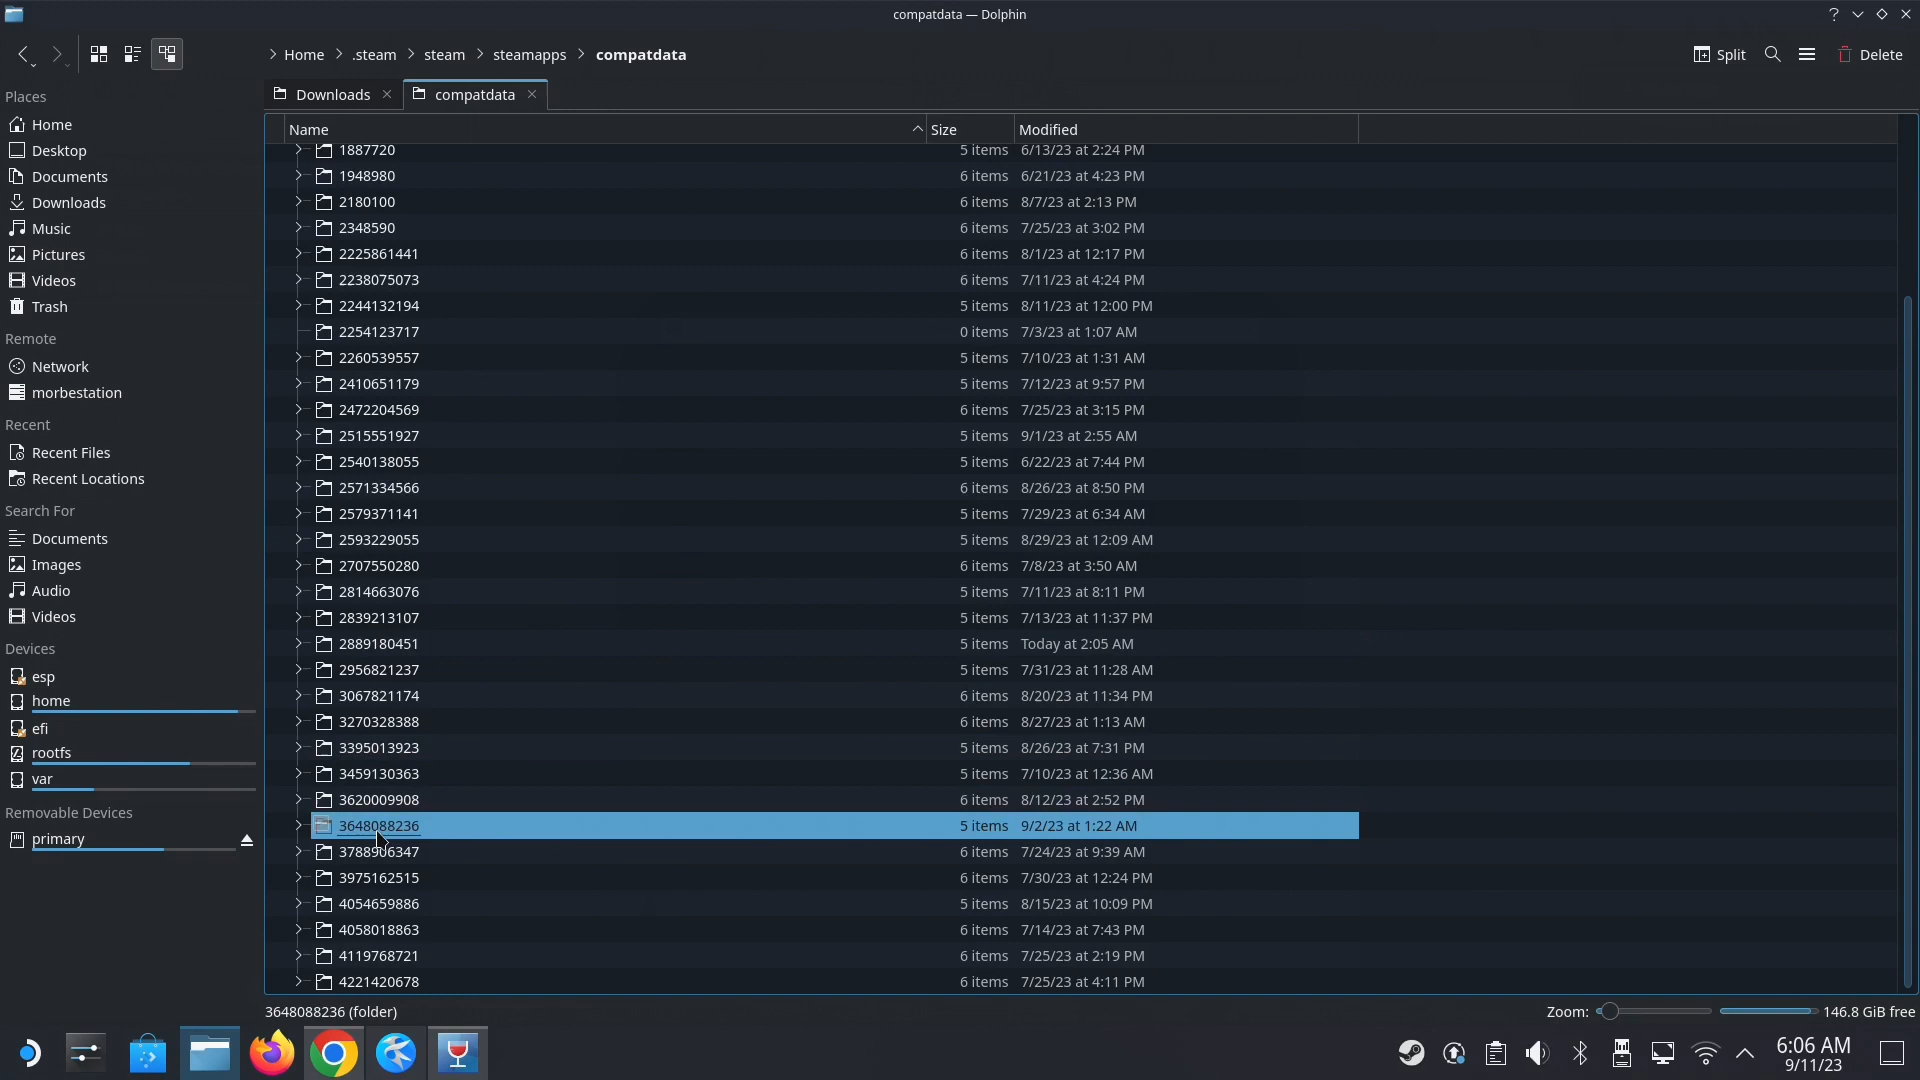 compatdata — Dolphin
Home .steam steam steamapps compatdata
Split
Delete
Downloads
compatdata
Places
Home
Desktop
Documents
Downloads
Music
Pictures
Videos
Trash
Remote
Network
morbestation
Recent
Recent Files
Recent Locations
Search For
Documents
Images
Audio
Videos
Devices
esp
home
efi
rootfs
var
Removable Devices
primary
Name Size Modified
1887720 5 items 6/13/23 at 2:24 PM
1948980 6 items 6/21/23 at 4:23 PM
2180100 6 items 8/7/23 at 2:13 PM
2348590 6 items 7/25/23 at 3:02 PM
2225861441 6 items 8/1/23 at 12:17 PM
2238075073 6 items 7/11/23 at 4:24 PM
2244132194 5 items 8/11/23 at 12:00 PM
2254123717 0 items 7/3/23 at 1:07 AM
2260539557 5 items 7/10/23 at 1:31 AM
2410651179 5 items 7/12/23 at 9:57 PM
2472204569 6 items 7/25/23 at 3:15 PM
2515551927 5 items 9/1/23 at 2:55 AM
2540138055 5 items 6/22/23 at 7:44 PM
2571334566 6 items 8/26/23 at 8:50 PM
2579371141 5 items 7/29/23 at 6:34 AM
2593229055 5 items 8/29/23 at 12:09 AM
2707550280 6 items 7/8/23 at 3:50 AM
2814663076 5 items 7/11/23 at 8:11 PM
2839213107 5 items 7/13/23 at 11:37 PM
2889180451 5 items Today at 2:05 AM
2956821237 5 items 7/31/23 at 11:28 AM
3067821174 6 items 8/20/23 at 11:34 PM
3270328388 6 items 8/27/23 at 1:13 AM
3395013923 5 items 8/26/23 at 7:31 PM
3459130363 5 items 7/10/23 at 12:36 AM
3620009908 6 items 8/12/23 at 2:52 PM
3648088236 5 items 9/2/23 at 1:22 AM
3788906347 6 items 7/24/23 at 9:39 AM
3975162515 6 items 7/30/23 at 12:24 PM
4054659886 5 items 8/15/23 at 10:09 PM
4058018863 6 items 7/14/23 at 7:43 PM
4119768721 6 items 7/25/23 at 2:19 PM
4221420678 6 items 7/25/23 at 4:11 PM
3648088236 (folder)
Zoom:
146.8 GiB free
6:06 AM
9/11/23